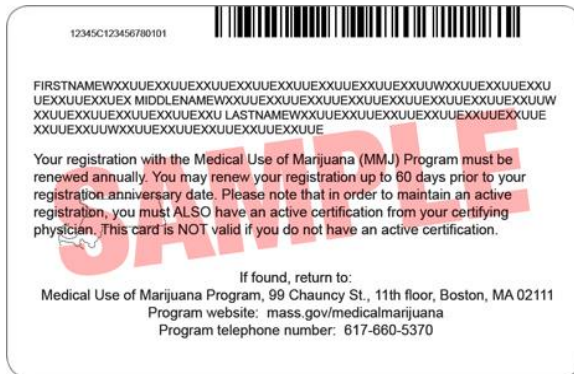 12345C123456780101
FIRSTNAMEWXXUUEXXUUEXXUUEXXUUEXXUUEXXUUEXXUUEXXUUWXXUUEXXUUEXXU
UEXXUUEXXUUEX MIDDLENAMEWXXUUEXXUUEXXUUEXXUUEXXUUEXXUUEXXUUEXXUUW
XXUUEXXUUEXXUUEXXUUEXXU LASTNAMEWXXUUEXXUUEXXUUEXXUUEXXUUEXXUUE
XXUUEXXUUWXXUUEXXUUEXXUUEXXUUEXXUUE
Your registration with the Medical Use of Marijuana (MMJ) Program must be
renewed annually. You may renew your registration up to 60 days prior to your
registration anniversary date. Please note that in order to maintain an active
registration, you must ALSO have an active certification from your certifying
physician. This card is NOT valid if you do not have an active certification.
SAMPLE
If found, return to:
Medical Use of Marijuana Program, 99 Chauncy St., 11th floor, Boston, MA 02111
Program website: mass.gov/medicalmarijuana
Program telephone number: 617-660-5370